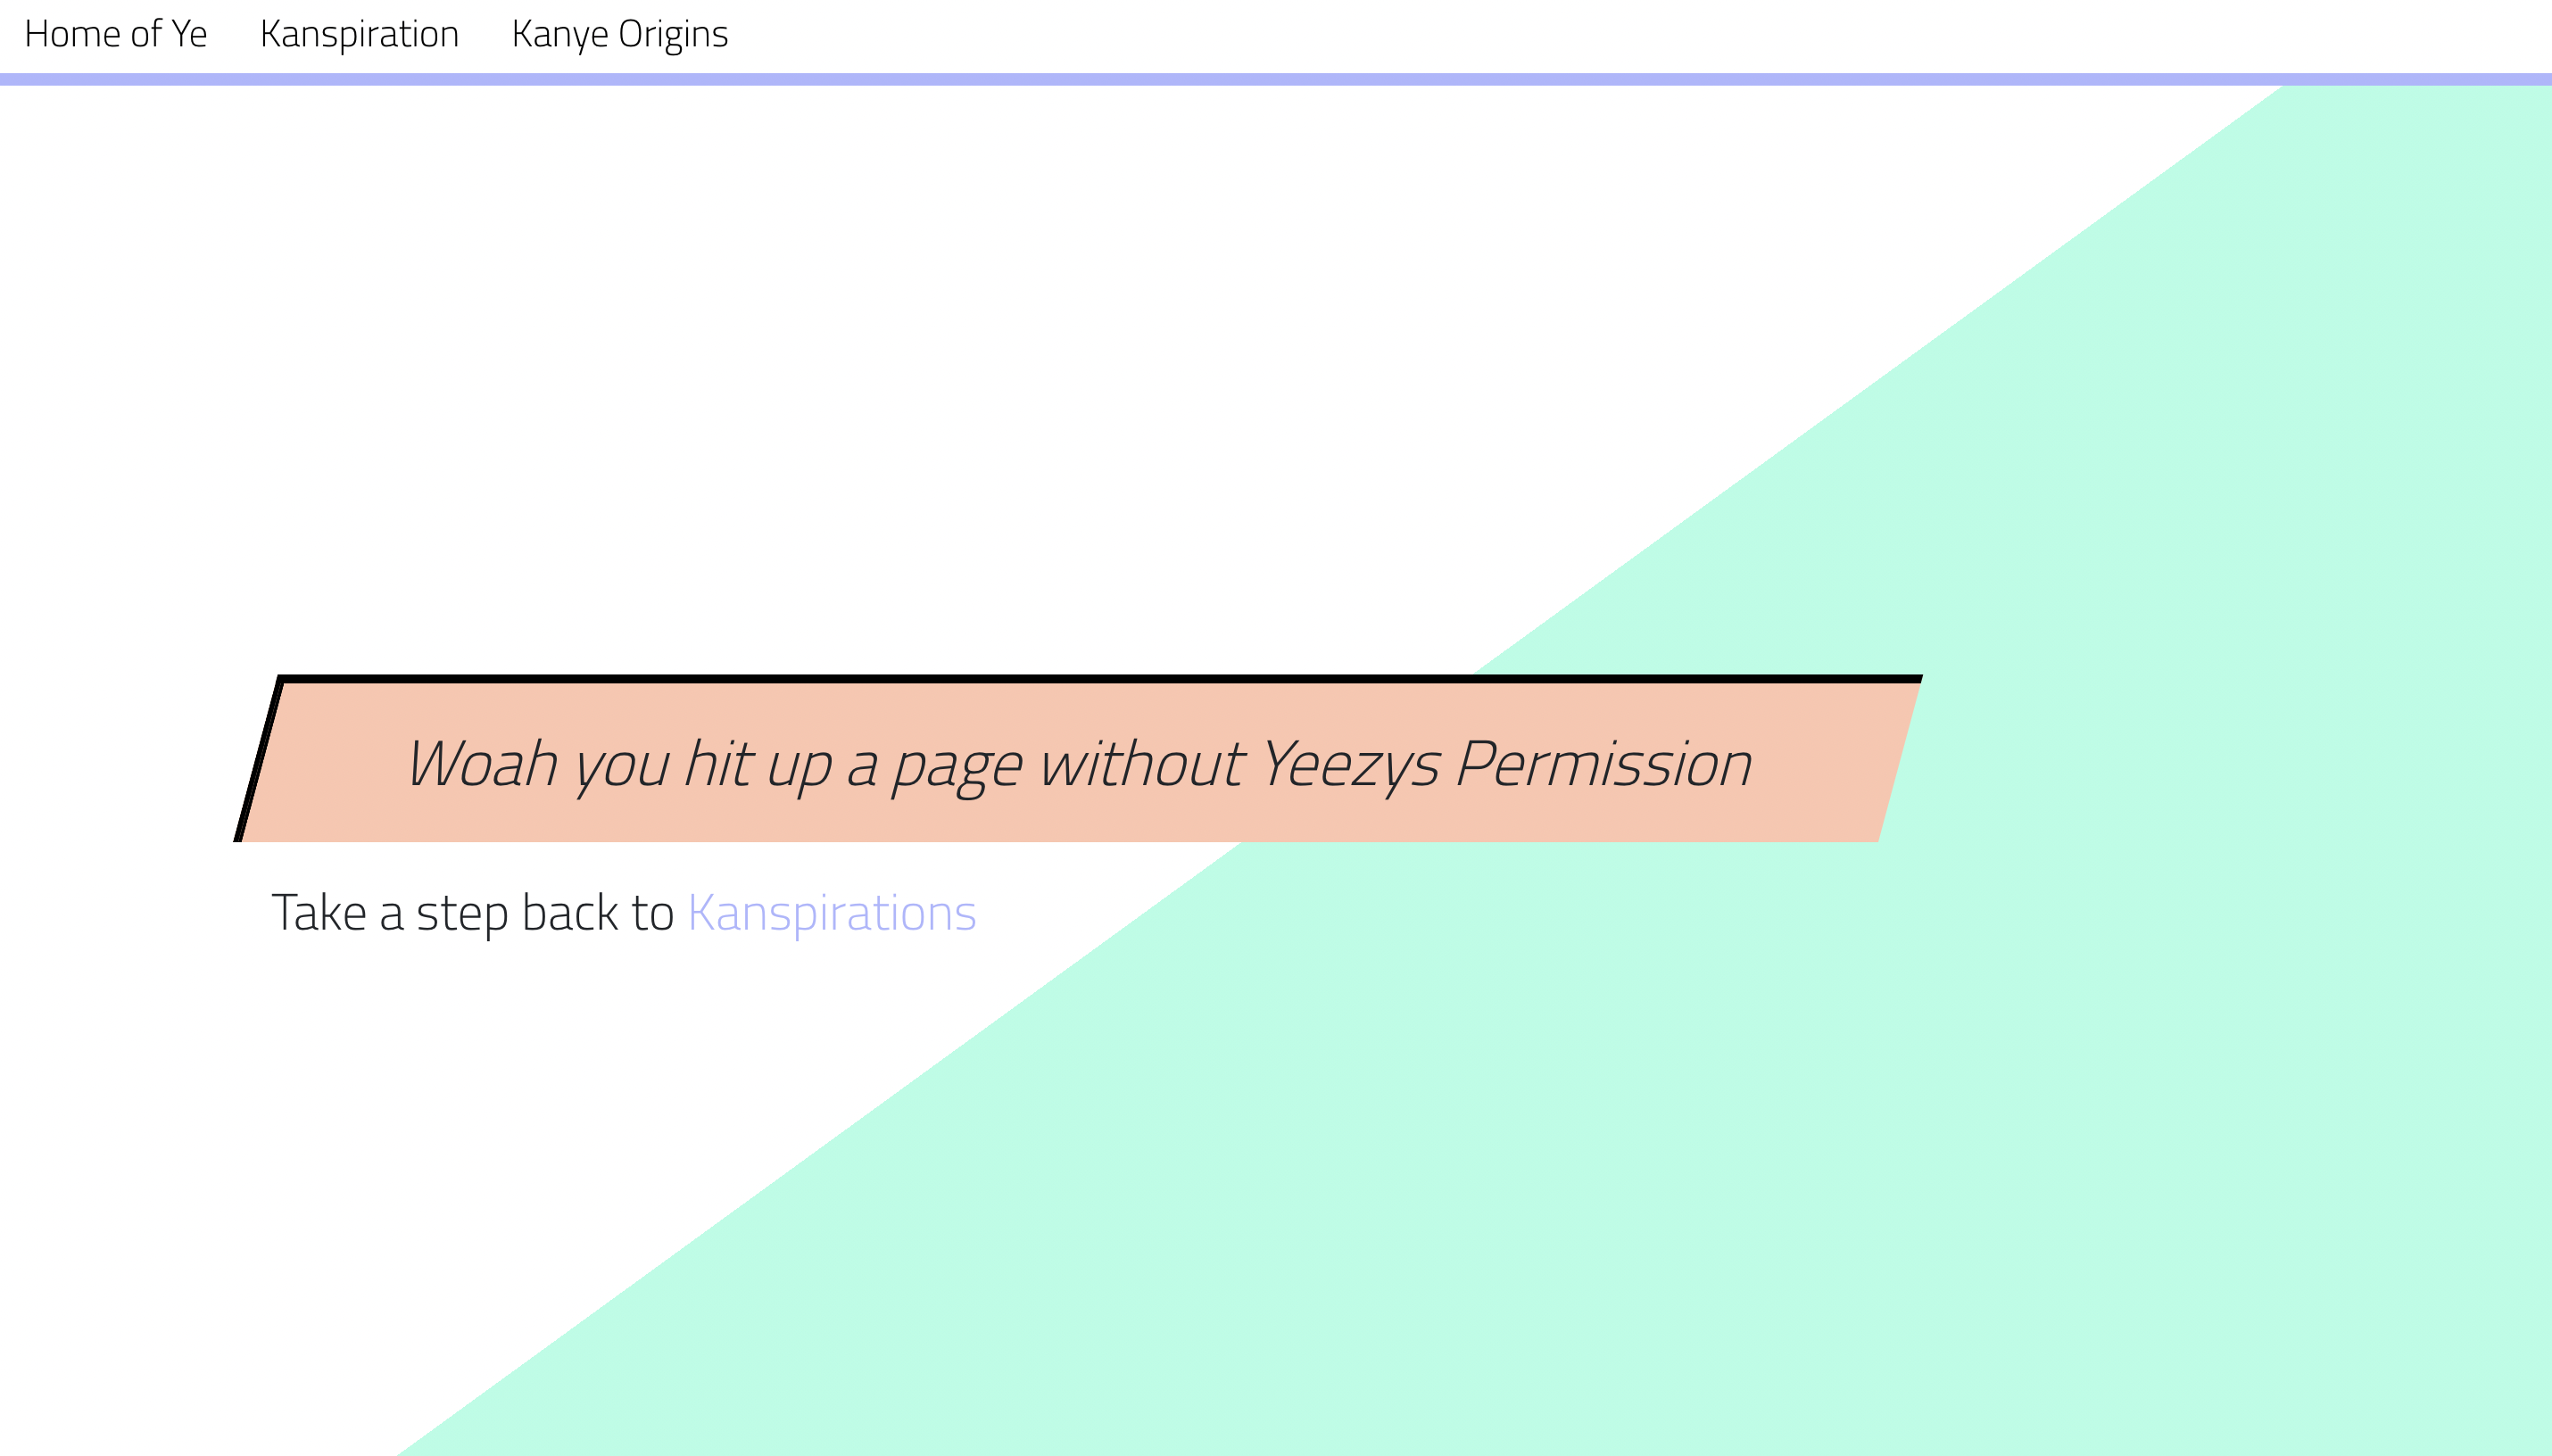 Home of Ye Kanspiration Kanye Origins
Woah you hit up a page without Yeezys Permission
Take a step back to Kanspirations